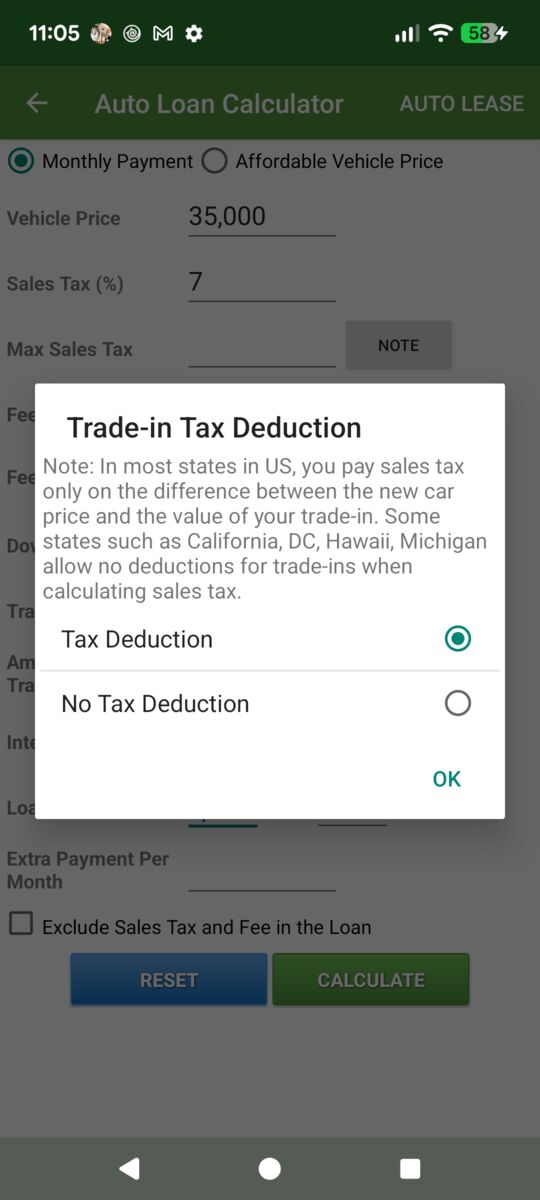 11:05
58
Auto Loan Calculator
AUTO LEASE
Monthly Payment
Affordable Vehicle Price
Vehicle Price
35,000
Sales Tax (%)
7
Max Sales Tax
NOTE
Fee
Fee
Trade-in Tax Deduction
Note: In most states in US, you pay sales tax
only on the difference between the new car
price and the value of your trade-in. Some
states such as California, DC, Hawaii, Michigan
allow no deductions for trade-ins when
calculating sales tax.
Tax Deduction
No Tax Deduction
OK
Extra Payment Per
Month
Exclude Sales Tax and Fee in the Loan
RESET
CALCULATE